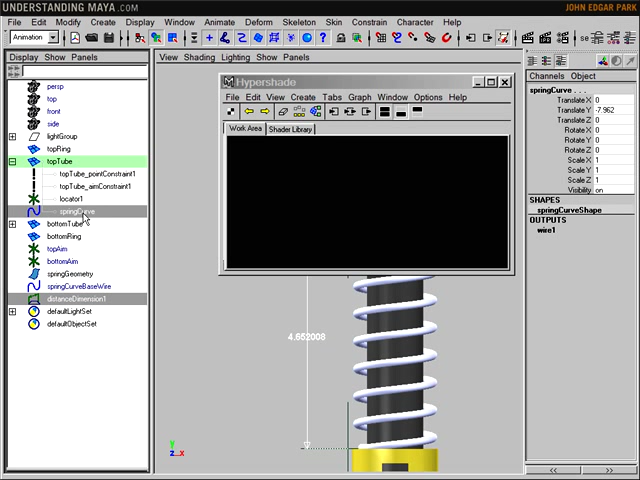 UNDERSTANDING MAYA.COM
JOHN EDGAR PARK
File Edit Modify Create Display Window Animate Deform Skeleton Skin Constrain Character Help
Animation
Display Show Panels
View Shading Lighting Show Panels
persp
top
front
side
lightGroup
topRing
topTube
topTube_pointConstraint1
topTube_aimConstraint1
locator1
springCurve
bottomTube
bottomRing
topAim
bottomAim
springGeometry
springCurveBaseWire
distanceDimension1
defaultLightSet
defaultObjectSet
Hypershade
File Edit View Create Tabs Graph Window Options Help
Work Area Shader Library
4.652008
y
z x
Channels Object
springCurve . . .
Translate X 0
Translate Y -7.962
Translate Z 0
Rotate X 0
Rotate Y 0
Rotate Z 0
Scale X 1
Scale Y 1
Scale Z 1
Visibility on
SHAPES
springCurveShape
OUTPUTS
wire1
<< >>